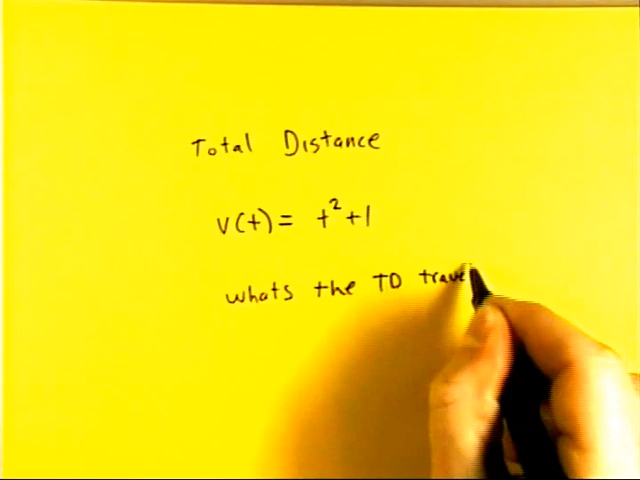 Total Distance
v(t) = t²+1
whats the TD trave